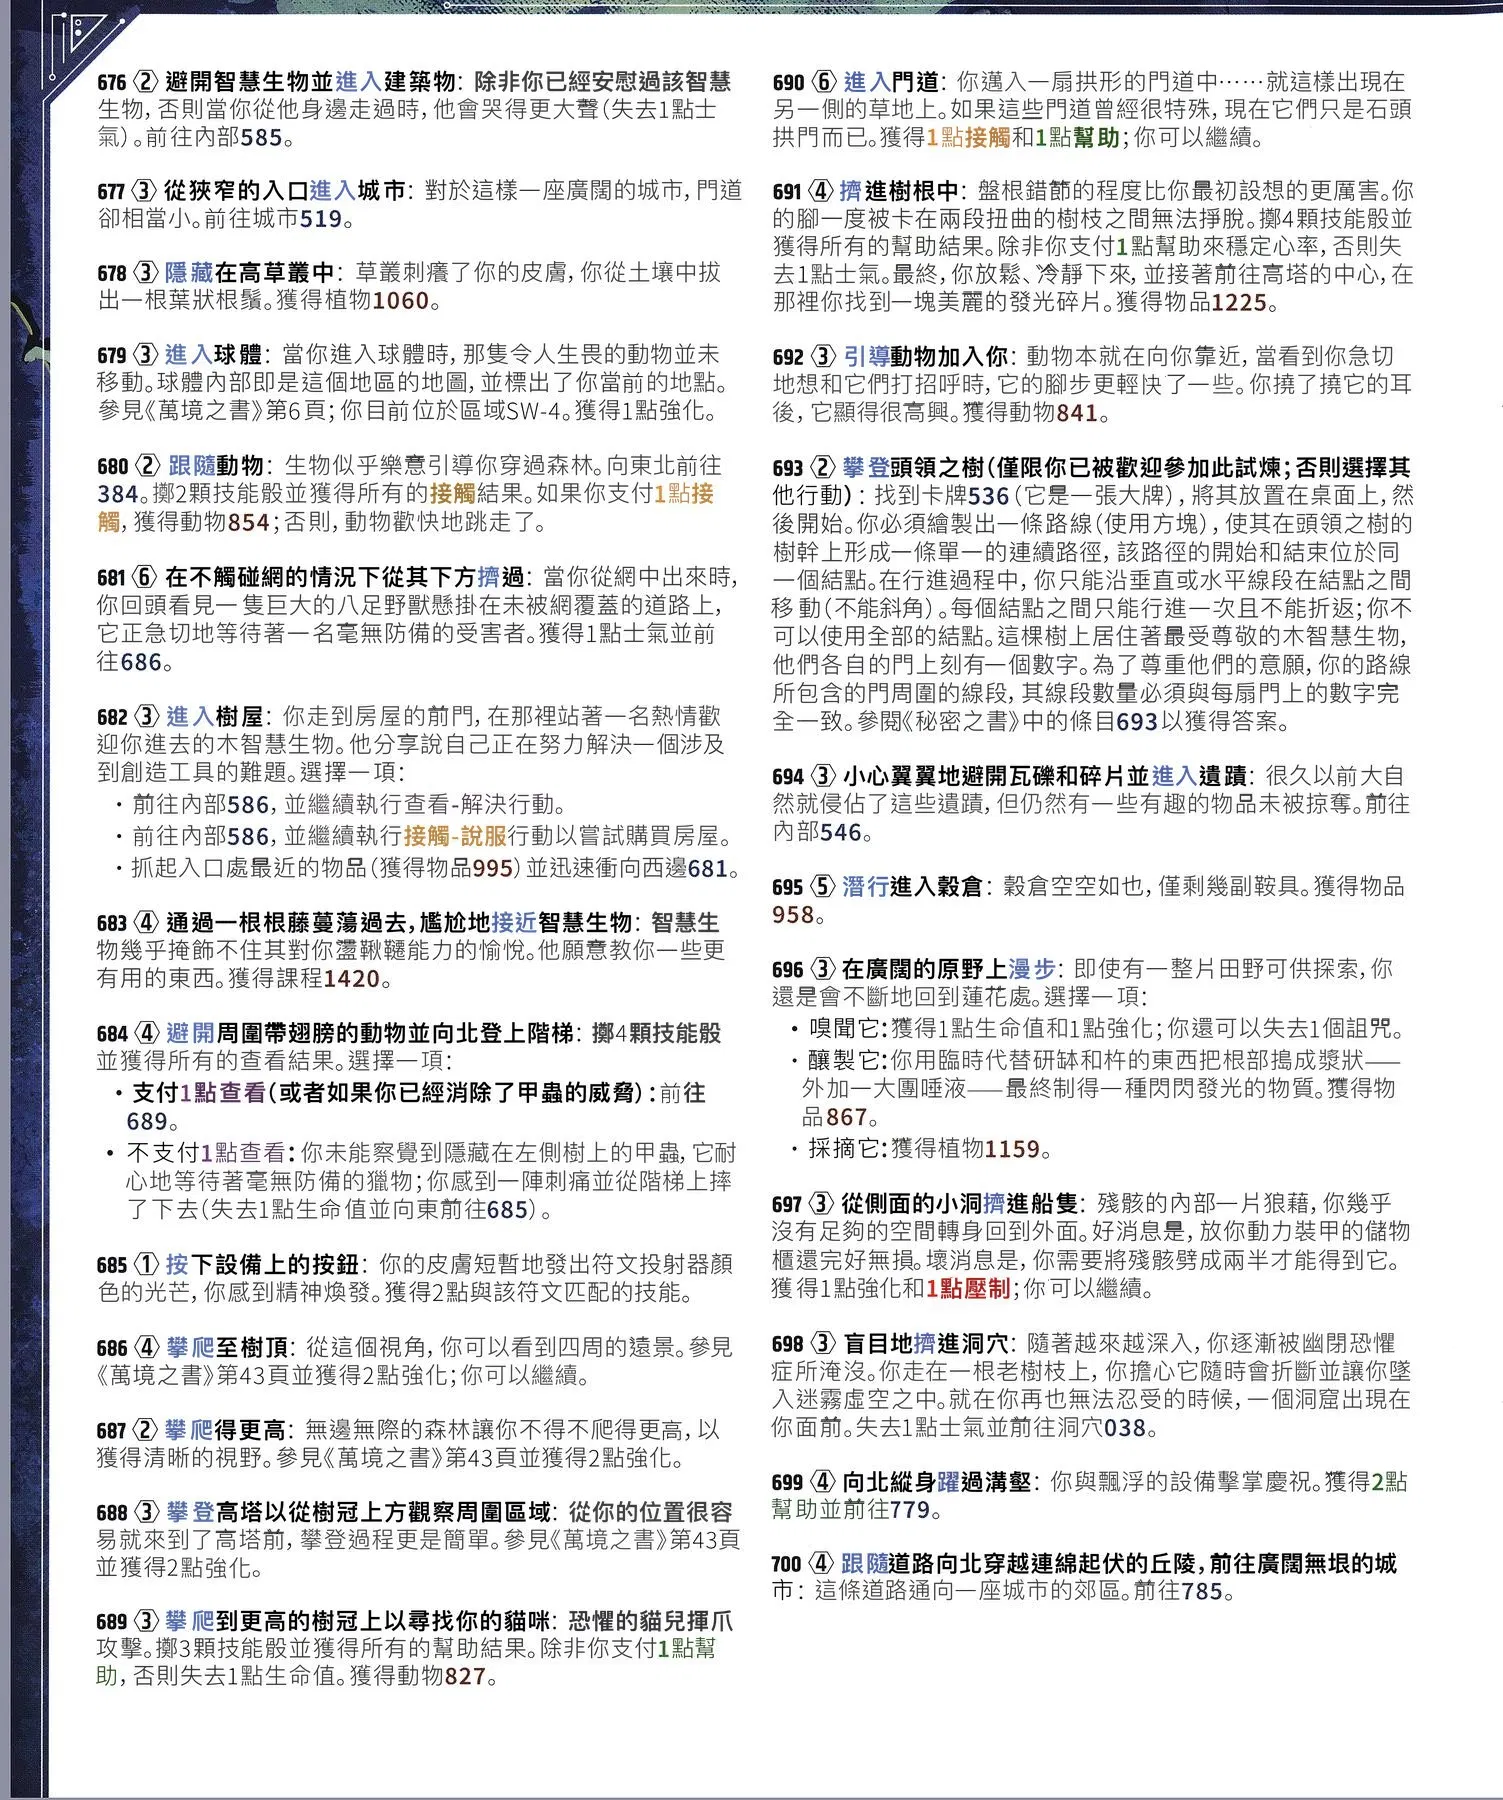 676 ② 避開智慧生物並進入建築物: 除非你已經安慰過該智慧
生物, 否則當你從他身邊走過時, 他會哭得更大聲(失去1點士
氣)。前往內部585。
677 ③ 從狹窄的入口進入城市: 對於這樣一座廣闊的城市, 門道
卻相當小。前往城市519。
678 ③ 隱藏在高草叢中: 草叢刺癢了你的皮膚, 你從土壤中拔
出一根葉狀根鬚。獲得植物1060。
679 ③ 進入球體: 當你進入球體時, 那隻令人生畏的動物並未
移動。球體內部即是這個地區的地圖, 並標出了你當前的地點。
參見《萬境之書》第6頁; 你目前位於區域SW-4。獲得1點強化。
680 ② 跟隨動物: 生物似乎樂意引導你穿過森林。向東北前往
384。擲2顆技能骰並獲得所有的接觸結果。如果你支付1點接
觸, 獲得動物854; 否則, 動物歡快地跳走了。
681 ⑥ 在不觸碰網的情況下從其下方擠過: 當你從網中出來時,
你回頭看見一隻巨大的八足野獸懸掛在未被網覆蓋的道路上,
它正急切地等待著一名毫無防備的受害者。獲得1點士氣並前
往686。
682 ③ 進入樹屋: 你走到房屋的前門, 在那裡站著一名熱情歡
迎你進去的木智慧生物。他分享說自己正在努力解決一個涉及
到創造工具的難題。選擇一項:
・前往內部586, 並繼續執行查看-解決行動。
・前往內部586, 並繼續執行接觸-說服行動以嘗試購買房屋。
・抓起入口處最近的物品(獲得物品995)並迅速衝向西邊681。
683 ④ 通過一根根藤蔓蕩過去, 尷尬地接近智慧生物: 智慧生
物幾乎掩飾不住其對你盪鞦韆能力的愉悅。他願意教你一些更
有用的東西。獲得課程1420。
684 ④ 避開周圍帶翅膀的動物並向北登上階梯: 擲4顆技能骰
並獲得所有的查看結果。選擇一項:
・支付1點查看(或者如果你已經消除了甲蟲的威脅): 前往
689。
• 不支付1點查看: 你未能察覺到隱藏在左側樹上的甲蟲, 它耐
心地等待著毫無防備的獵物; 你感到一陣刺痛並從階梯上摔
了下去(失去1點生命值並向東前往685)。
685 ① 按下設備上的按鈕: 你的皮膚短暫地發出符文投射器顏
色的光芒, 你感到精神煥發。獲得2點與該符文匹配的技能。
686 ④ 攀爬至樹頂: 從這個視角, 你可以看到四周的遠景。參見
《萬境之書》第43頁並獲得2點強化; 你可以繼續。
687 ② 攀爬得更高: 無邊無際的森林讓你不得不爬得更高, 以
獲得清晰的視野。參見《萬境之書》第43頁並獲得2點強化。
688 ③ 攀登高塔以從樹冠上方觀察周圍區域: 從你的位置很容
易就來到了高塔前, 攀登過程更是簡單。參見《萬境之書》第43頁
並獲得2點強化。
689 ③ 攀爬到更高的樹冠上以尋找你的貓咪: 恐懼的貓兒揮爪
攻擊。擲3顆技能骰並獲得所有的幫助結果。除非你支付1點幫
助, 否則失去1點生命值。獲得動物827。
690 ⑥ 進入門道: 你邁入一扇拱形的門道中⋯⋯就這樣出現在
另一側的草地上。如果這些門道曾經很特殊, 現在它們只是石頭
拱門而已。獲得1點接觸和1點幫助; 你可以繼續。
691 ④ 擠進樹根中: 盤根錯節的程度比你最初設想的更厲害。你
的腳一度被卡在兩段扭曲的樹枝之間無法掙脫。擲4顆技能骰並
獲得所有的幫助結果。除非你支付1點幫助來穩定心率, 否則失
去1點士氣。最終, 你放鬆、冷靜下來, 並接著前往高塔的中心, 在
那裡你找到一塊美麗的發光碎片。獲得物品1225。
692 ③ 引導動物加入你: 動物本就在向你靠近, 當看到你急切
地想和它們打招呼時, 它的腳步更輕快了一些。你撓了撓它的耳
後, 它顯得很高興。獲得動物841。
693 ② 攀登頭領之樹(僅限你已被歡迎參加此試煉; 否則選擇其
他行動): 找到卡牌536(它是一張大牌), 將其放置在桌面上, 然
後開始。你必須繪製出一條路線(使用方塊), 使其在頭領之樹的
樹幹上形成一條單一的連續路徑, 該路徑的開始和結束位於同
一個結點。在行進過程中, 你只能沿垂直或水平線段在結點之間
移動(不能斜角)。每個結點之間只能行進一次且不能折返; 你不
可以使用全部的結點。這棵樹上居住著最受尊敬的木智慧生物,
他們各自的門上刻有一個數字。為了尊重他們的意願, 你的路線
所包含的門周圍的線段, 其線段數量必須與每扇門上的數字完
全一致。參閱《秘密之書》中的條目693以獲得答案。
694 ③ 小心翼翼地避開瓦礫和碎片並進入遺蹟: 很久以前大自
然就侵佔了這些遺蹟, 但仍然有一些有趣的物品未被掠奪。前往
內部546。
695 ⑤ 潛行進入穀倉: 穀倉空空如也, 僅剩幾副鞍具。獲得物品
958。
696 ③ 在廣闊的原野上漫步: 即使有一整片田野可供探索, 你
還是會不斷地回到蓮花處。選擇一項:
・嗅聞它: 獲得1點生命值和1點強化; 你還可以失去1個詛咒。
・釀製它: 你用臨時代替研缽和杵的東西把根部搗成漿狀——
外加一大團唾液——最終制得一種閃閃發光的物質。獲得物
品867。
・採摘它: 獲得植物1159。
697 ③ 從側面的小洞擠進船隻: 殘骸的內部一片狼藉, 你幾乎
沒有足夠的空間轉身回到外面。好消息是, 放你動力裝甲的儲物
櫃還完好無損。壞消息是, 你需要將殘骸劈成兩半才能得到它。
獲得1點強化和1點壓制; 你可以繼續。
698 ③ 盲目地擠進洞穴: 隨著越來越深入, 你逐漸被幽閉恐懼
症所淹沒。你走在一根老樹枝上, 你擔心它隨時會折斷並讓你墜
入迷霧虛空之中。就在你再也無法忍受的時候, 一個洞窟出現在
你面前。失去1點士氣並前往洞穴038。
699 ④ 向北縱身躍過溝壑: 你與飄浮的設備擊掌慶祝。獲得2點
幫助並前往779。
700 ④ 跟隨道路向北穿越連綿起伏的丘陵, 前往廣闊無垠的城
市: 這條道路通向一座城市的郊區。前往785。